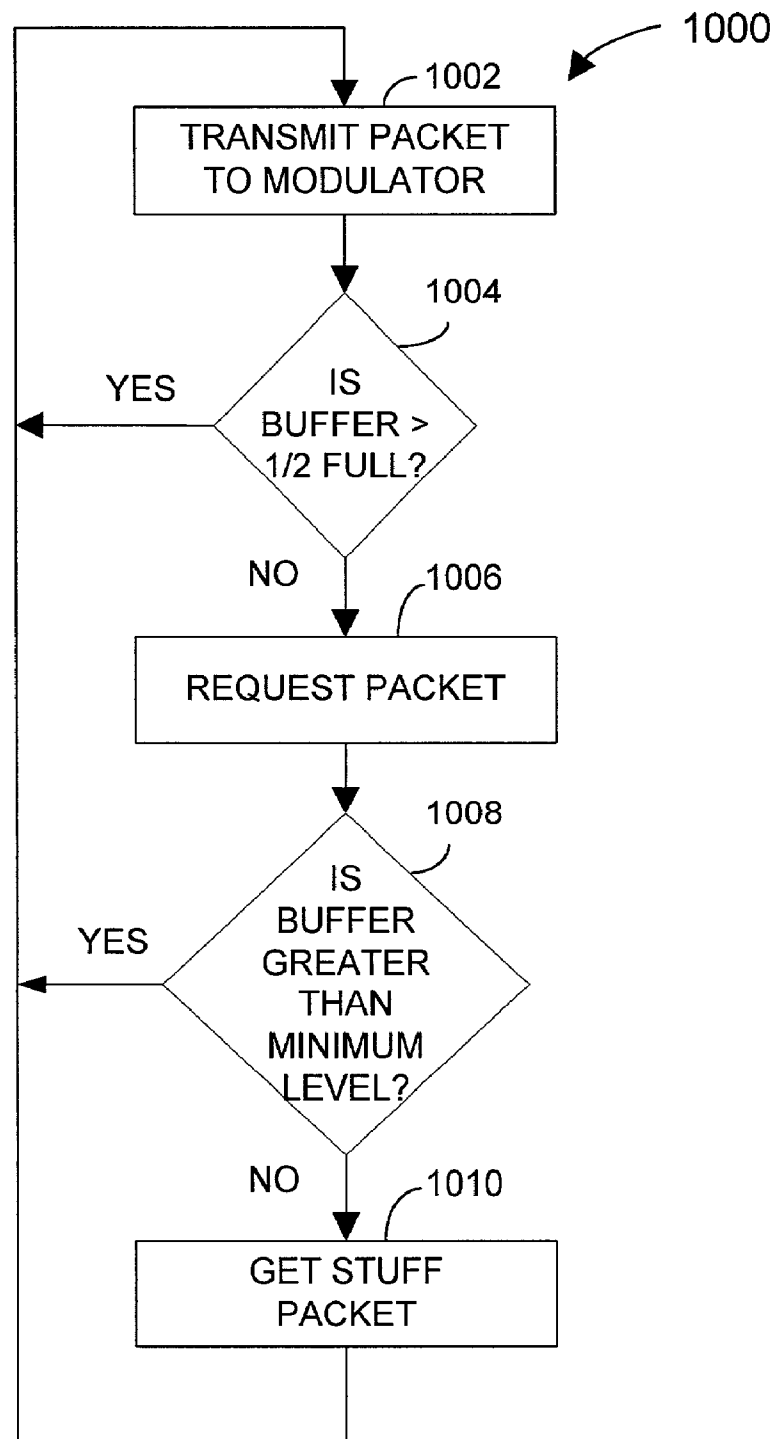 1000
1002
TRANSMIT PACKET
TO MODULATOR
1004
YES
IS
BUFFER >
1/2 FULL?
NO
1006
REQUEST PACKET
1008
YES
IS
BUFFER
GREATER
THAN
MINIMUM
LEVEL?
NO
1010
GET STUFF
PACKET